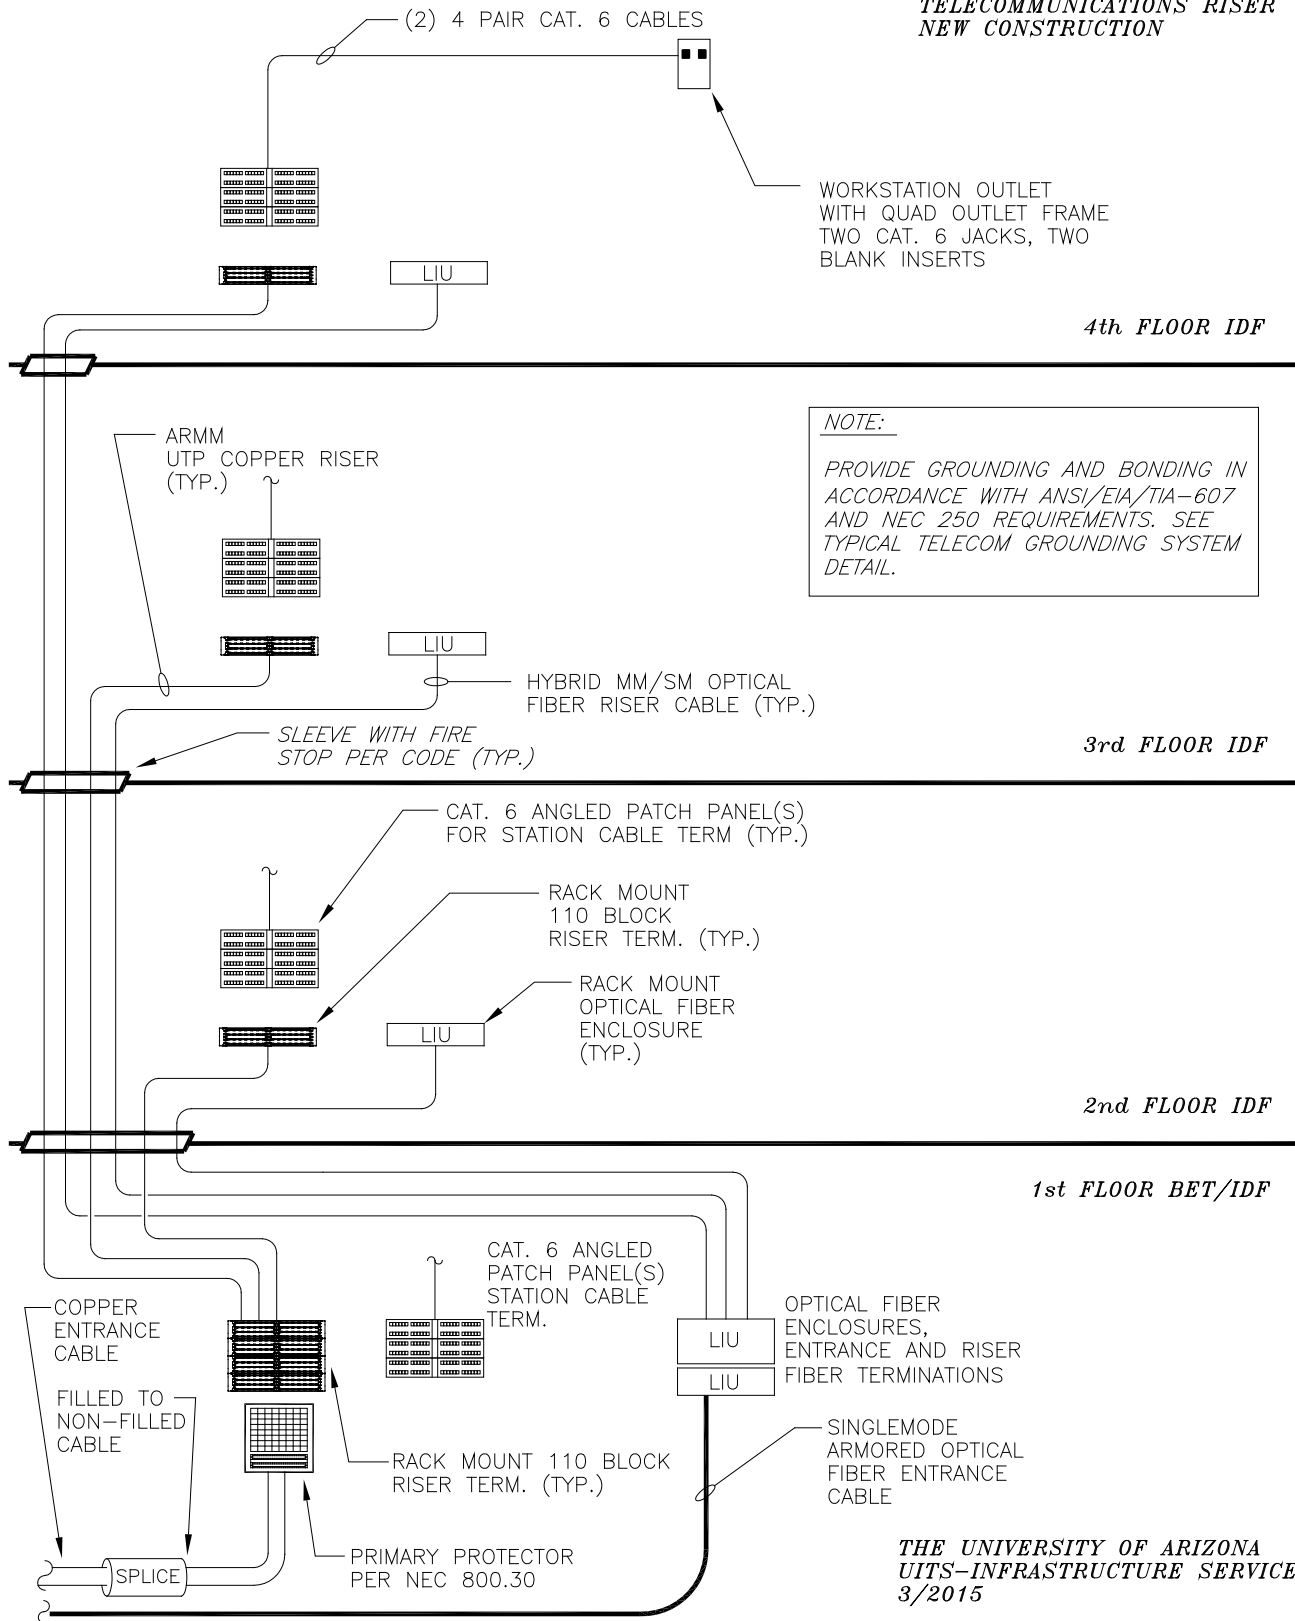 TELECOMMUNICATIONS RISER
NEW CONSTRUCTION
(2) 4 PAIR CAT. 6 CABLES
WORKSTATION OUTLET
WITH QUAD OUTLET FRAME
TWO CAT. 6 JACKS, TWO
BLANK INSERTS
LIU
4th FLOOR IDF
NOTE:
PROVIDE GROUNDING AND BONDING IN
ACCORDANCE WITH ANSI/EIA/TIA-607
AND NEC 250 REQUIREMENTS. SEE
TYPICAL TELECOM GROUNDING SYSTEM
DETAIL.
ARMM
UTP COPPER RISER
(TYP.)
LIU
HYBRID MM/SM OPTICAL
FIBER RISER CABLE (TYP.)
SLEEVE WITH FIRE
STOP PER CODE (TYP.)
3rd FLOOR IDF
CAT. 6 ANGLED PATCH PANEL(S)
FOR STATION CABLE TERM (TYP.)
RACK MOUNT
110 BLOCK
RISER TERM. (TYP.)
RACK MOUNT
OPTICAL FIBER
ENCLOSURE
(TYP.)
LIU
2nd FLOOR IDF
1st FLOOR BET/IDF
CAT. 6 ANGLED
PATCH PANEL(S)
STATION CABLE
TERM.
COPPER
ENTRANCE
CABLE
OPTICAL FIBER
ENCLOSURES,
ENTRANCE AND RISER
FIBER TERMINATIONS
LIU
LIU
FILLED TO
NON-FILLED
CABLE
SINGLEMODE
ARMORED OPTICAL
FIBER ENTRANCE
CABLE
RACK MOUNT 110 BLOCK
RISER TERM. (TYP.)
PRIMARY PROTECTOR
PER NEC 800.30
SPLICE
THE UNIVERSITY OF ARIZONA
UITS-INFRASTRUCTURE SERVICE
3/2015